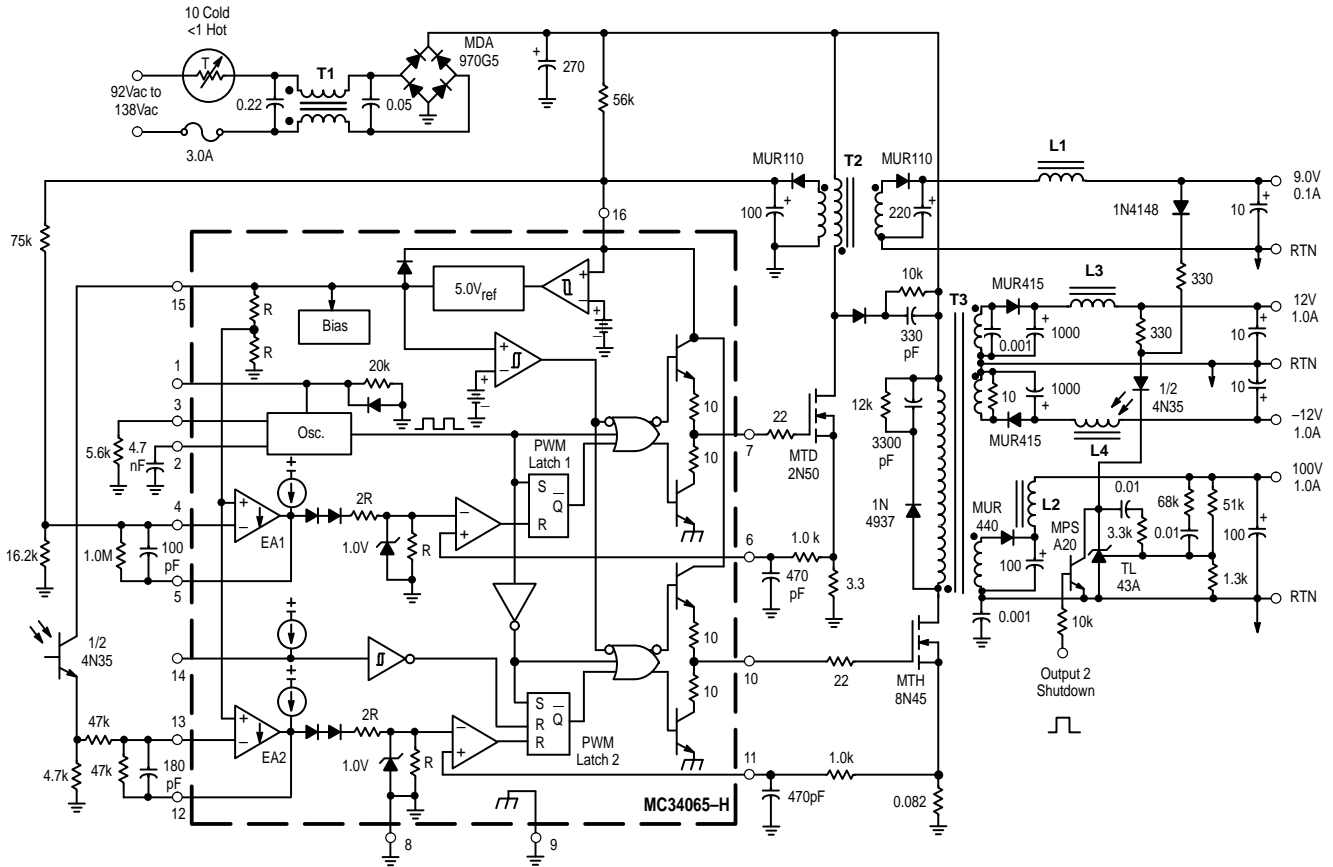 10 Cold
<1 Hot
T
92Vac to
138Vac
3.0A
0.22
T1
0.05
MDA
970G5
+
270
56k
MUR110
T2
MUR110
L1
9.0V
0.1A
100
+
220
+
1N4148
10
+
RTN
16
75k
15
R
R
Bias
5.0Vref
+
–
10k
330
pF
T3
MUR415
L3
330
12V
1.0A
0.001
1000
+
330
10
+
RTN
1
20k
3
Osc.
5.6k
4.7
nF
2
10
10
7
22
MTD
2N50
12k
3300
pF
10
1000
+
MUR415
1/2
4N35
L4
10
+
–12V
1.0A
PWM
Latch 1
S
Q
R
4
EA1
2R
1.0V
R
1N
4937
MUR
440
L2
0.01
68k
51k
100V
1.0A
MPS
A20
3.3k
0.01
100
+
16.2k
1.0M
100
pF
5
6
1.0 k
470
pF
3.3
100
+
TL
43A
1.3k
RTN
0.001
10k
Output 2
Shutdown
1/2
4N35
14
10
10
10
22
MTH
8N45
S
Q
R
R
PWM
Latch 2
47k
13
EA2
2R
1.0V
R
4.7k
47k
180
pF
12
11
1.0k
470pF
0.082
MC34065–H
8
9